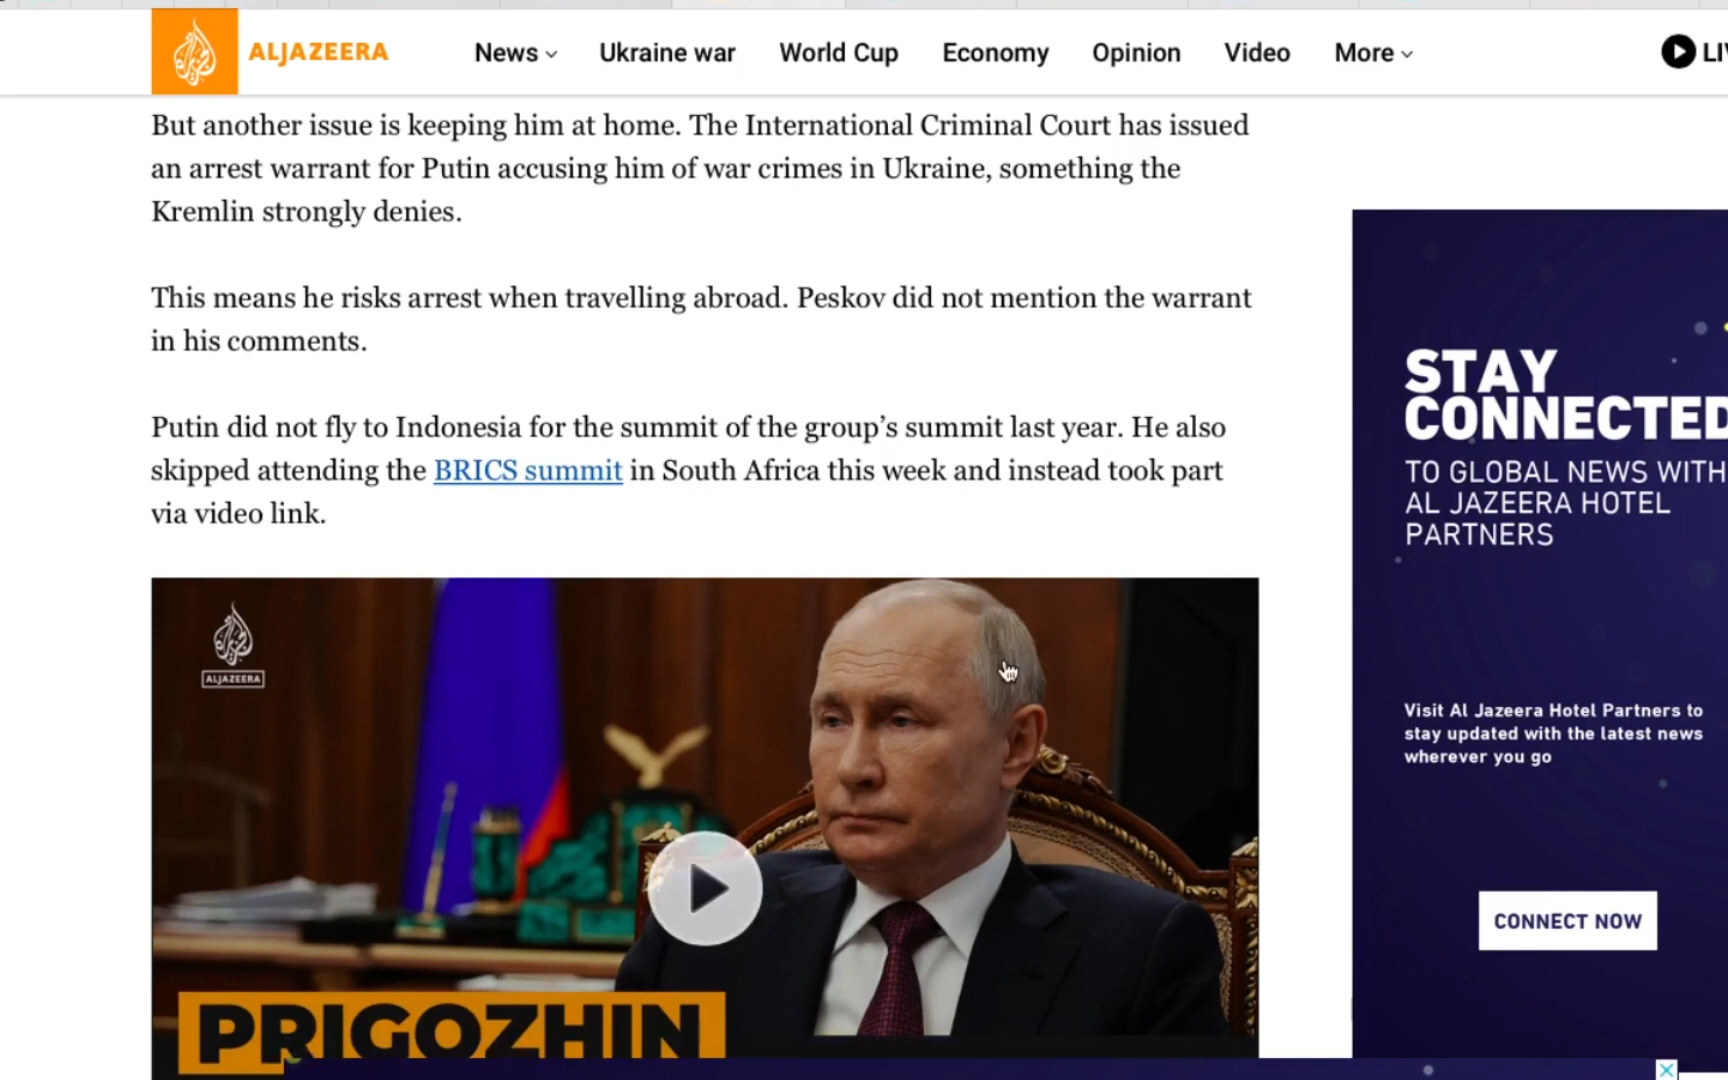 ALJAZEERA
News
Ukraine war
World Cup
Economy
Opinion
Video
More
But another issue is keeping him at home. The International Criminal Court has issued
an arrest warrant for Putin accusing him of war crimes in Ukraine, something the
Kremlin strongly denies.
This means he risks arrest when travelling abroad. Peskov did not mention the warrant
in his comments.
Putin did not fly to Indonesia for the summit of the group’s summit last year. He also
skipped attending the BRICS summit in South Africa this week and instead took part
via video link.
ALJAZEERA
PRIGOZHIN
STAY
CONNECTED
TO GLOBAL NEWS WITH
AL JAZEERA HOTEL
PARTNERS
Visit Al Jazeera Hotel Partners to
stay updated with the latest news
wherever you go
CONNECT NOW